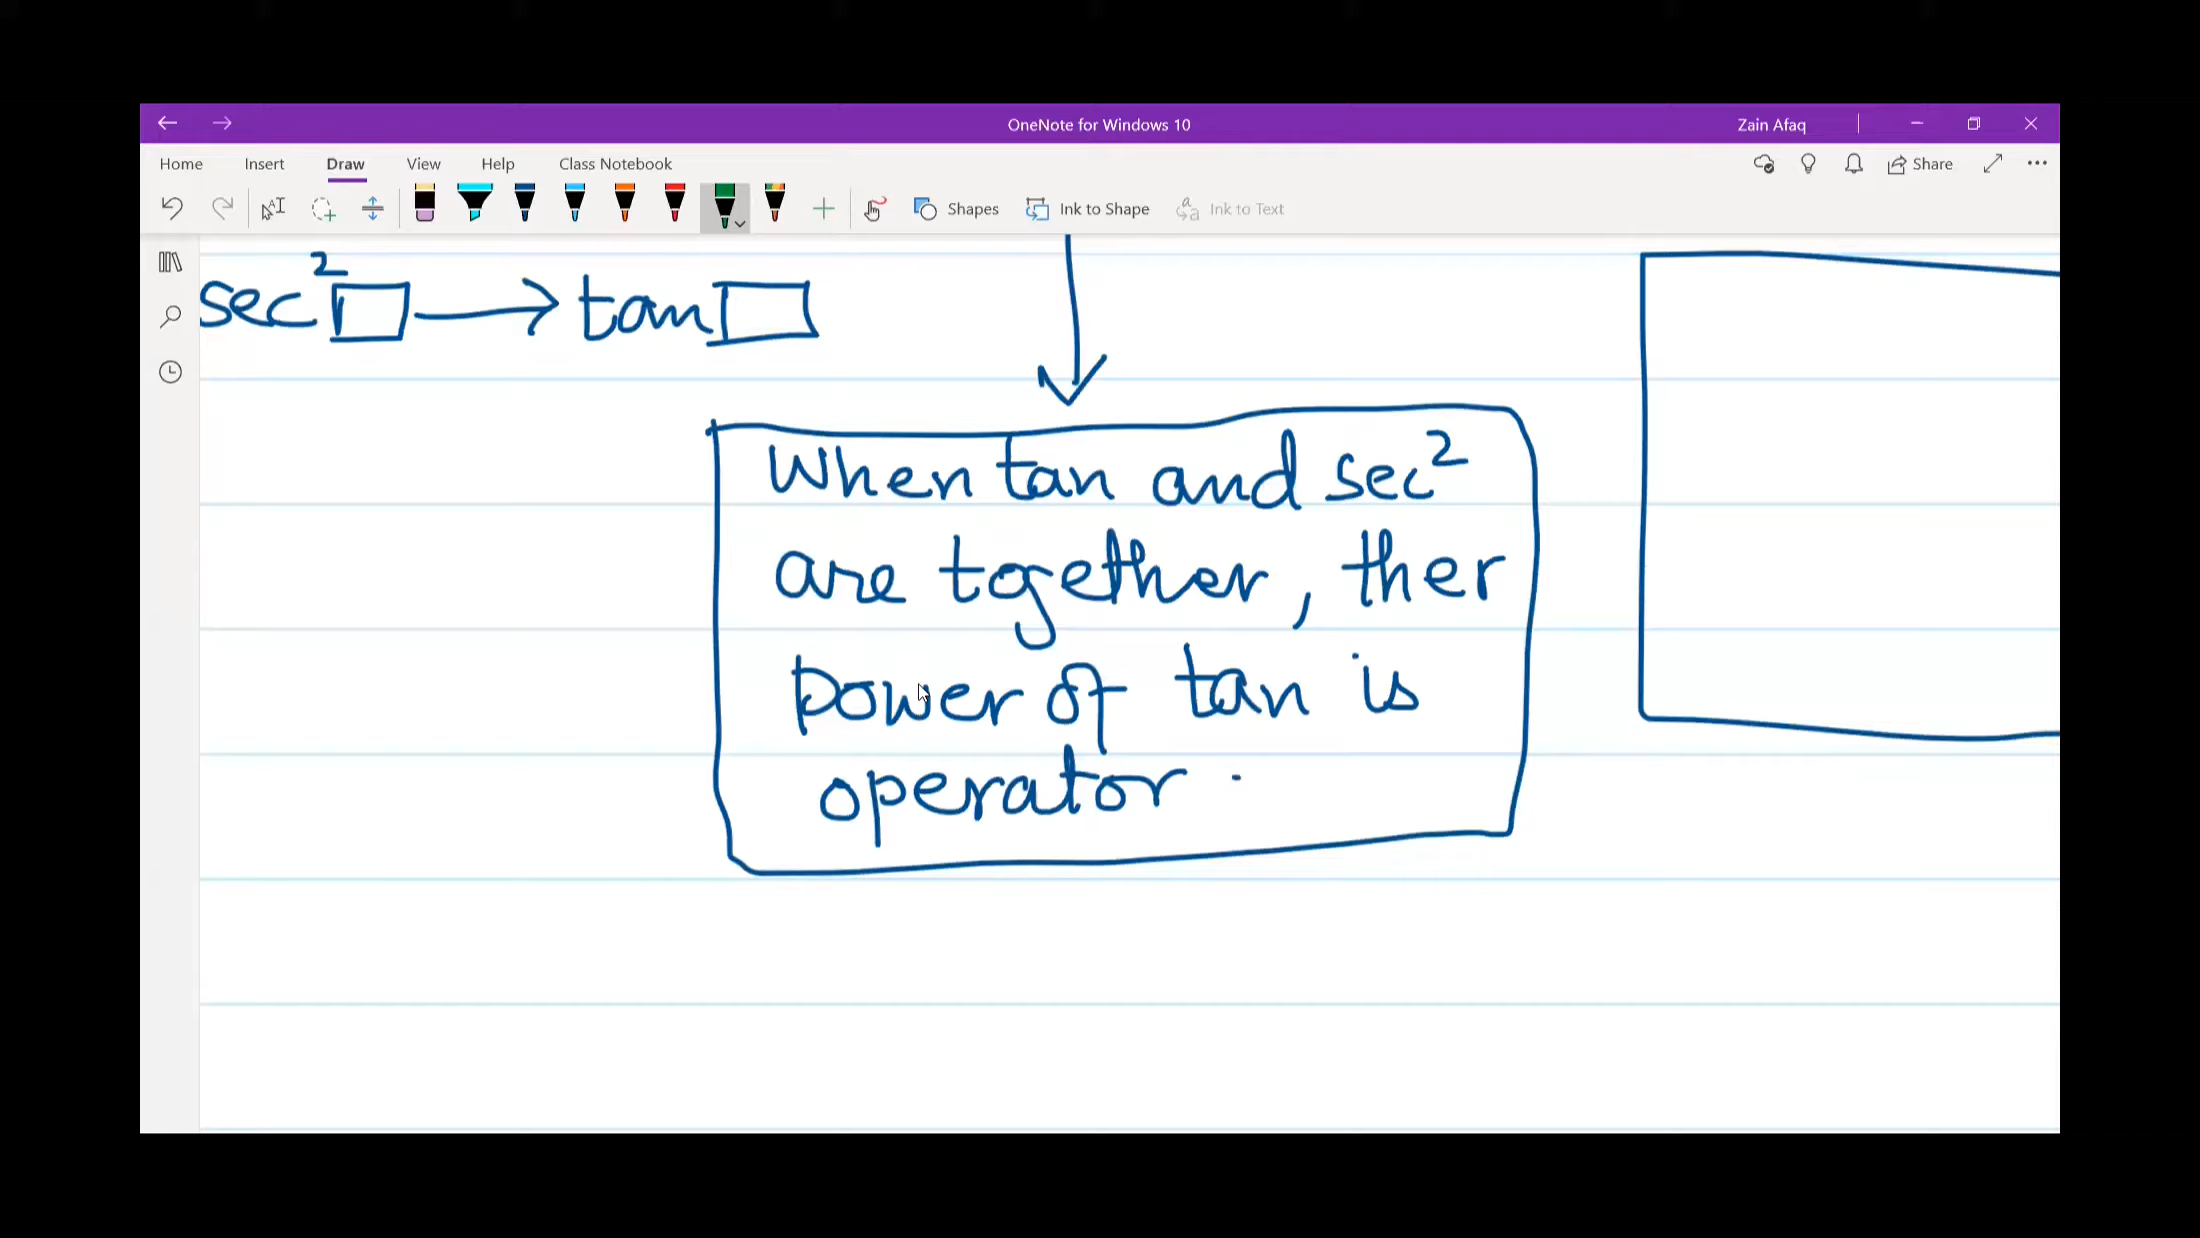 OneNote for Windows 10
Zain Afaq
Home Insert Draw View Help Class Notebook
Share
Shapes Ink to Shape Ink to Text
sec² □ → tan □
When tan and sec²
are together, ther
power of tan is
operator .